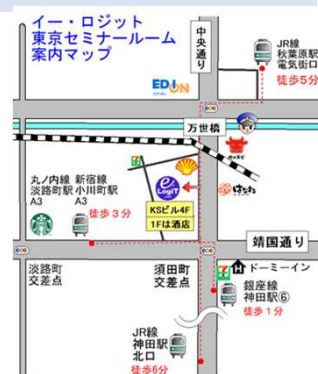 イー・ロジット
東京セミナールーム
案内マップ
中央通り
JR線
秋葉原駅
電気街口
徒歩5分
EDION
万世橋
丸ノ内線 新宿線
淡路町駅 小川町駅
A3 A3
徒歩3分
e-LogiT
KSビル4F
1Fは酒店
靖国通り
淡路町
交差点
須田町
交差点
ドーミーイン
銀座線
神田駅⑥
徒歩1分
JR線
神田駅
北口
徒歩6分